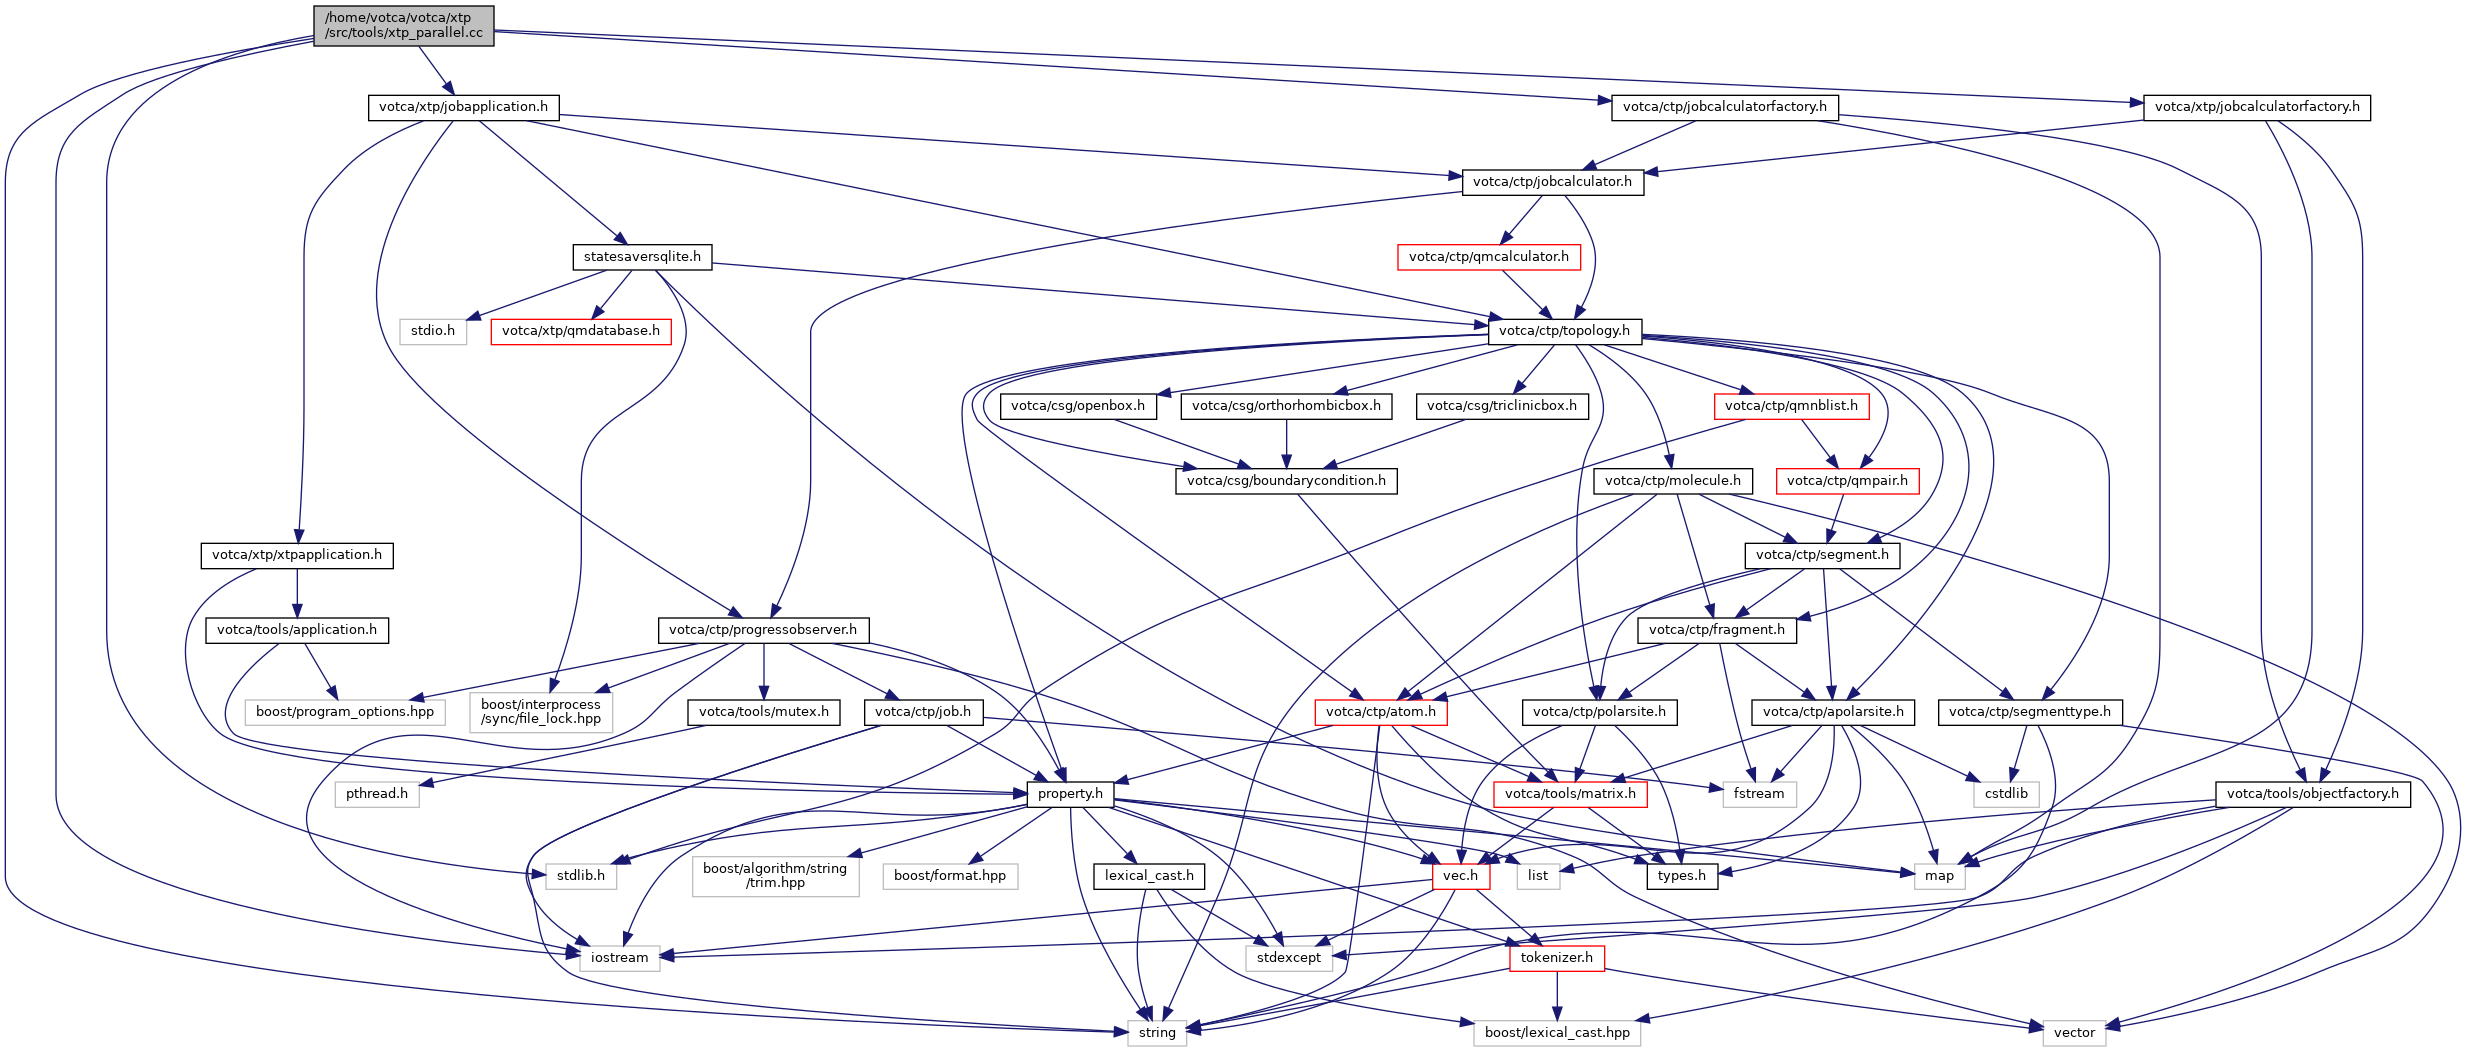 /home/votca/votca/xtp
/src/tools/xtp_parallel.cc
votca/xtp/jobapplication.h
votca/ctp/jobcalculatorfactory.h
votca/xtp/jobcalculatorfactory.h
votca/ctp/jobcalculator.h
statesaversqlite.h
votca/ctp/qmcalculator.h
stdio.h
votca/xtp/qmdatabase.h
votca/ctp/topology.h
votca/csg/openbox.h
votca/csg/orthorhombicbox.h
votca/csg/triclinicbox.h
votca/ctp/qmnblist.h
votca/csg/boundarycondition.h
votca/ctp/molecule.h
votca/ctp/qmpair.h
votca/xtp/xtpapplication.h
votca/ctp/segment.h
votca/tools/application.h
votca/ctp/progressobserver.h
votca/ctp/fragment.h
boost/program_options.hpp
boost/interprocess
/sync/file_lock.hpp
votca/tools/mutex.h
votca/ctp/job.h
votca/ctp/atom.h
votca/ctp/polarsite.h
votca/ctp/apolarsite.h
votca/ctp/segmenttype.h
pthread.h
property.h
votca/tools/matrix.h
fstream
cstdlib
votca/tools/objectfactory.h
stdlib.h
boost/algorithm/string
/trim.hpp
boost/format.hpp
lexical_cast.h
vec.h
list
types.h
map
iostream
stdexcept
tokenizer.h
string
boost/lexical_cast.hpp
vector